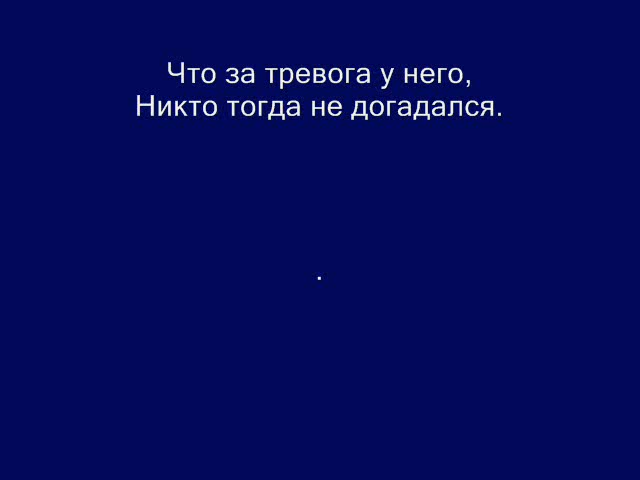 Что за тревога у него,
Никто тогда не догадался.
.